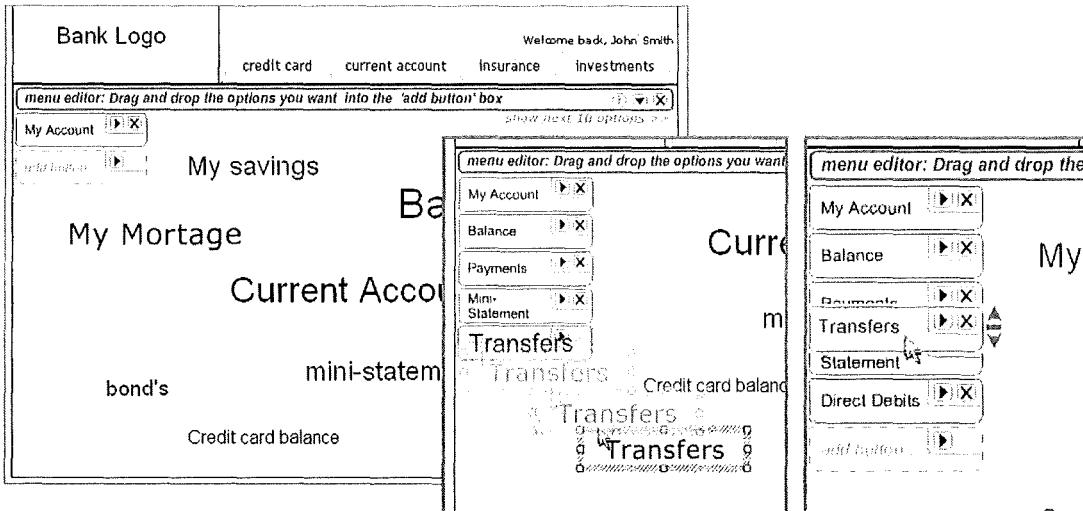 Bank Logo
Welcome back, John Smith
credit card current account insurance investments
menu editor: Drag and drop the options you want into the 'add button' box
show next 10 options >>
My Account
add button
My savings
Ba
My Mortage
Current Accou
mini-statem
bond's
Credit card balance
menu editor: Drag and drop the options you want
My Account
Balance
Payments
Mini-
Statement
Transfers
Transfers
Transfers
Transfers
Curre
m
Credit card balanc
menu editor: Drag and drop the
My Account
Balance
My
Payments
Transfers
Statement
Direct Debits
add button